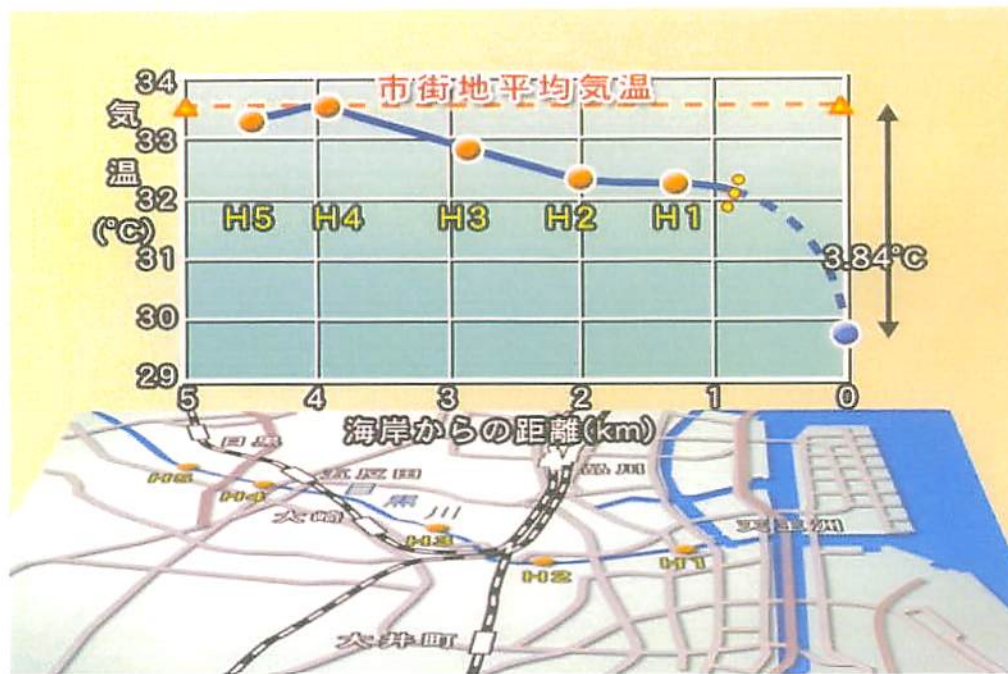 34
市街地平均気温
気
33
温
32
(℃)
H5 H4 H3 H2 H1
31
3.84℃
30
29
5 4 3 2 1 0
海岸からの距離(km)
目黒
H5
五反田
品川
H4
目黒川
大崎
天王洲
H3
H1
H2
大井町